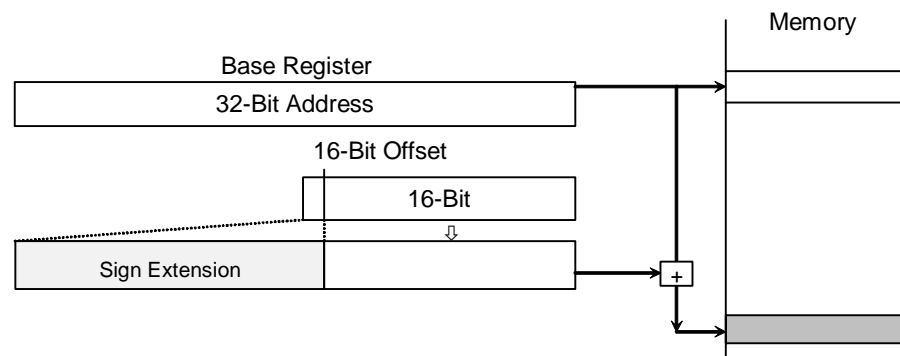 Memory
Base Register
32-Bit Address
16-Bit Offset
16-Bit
Sign Extension
+